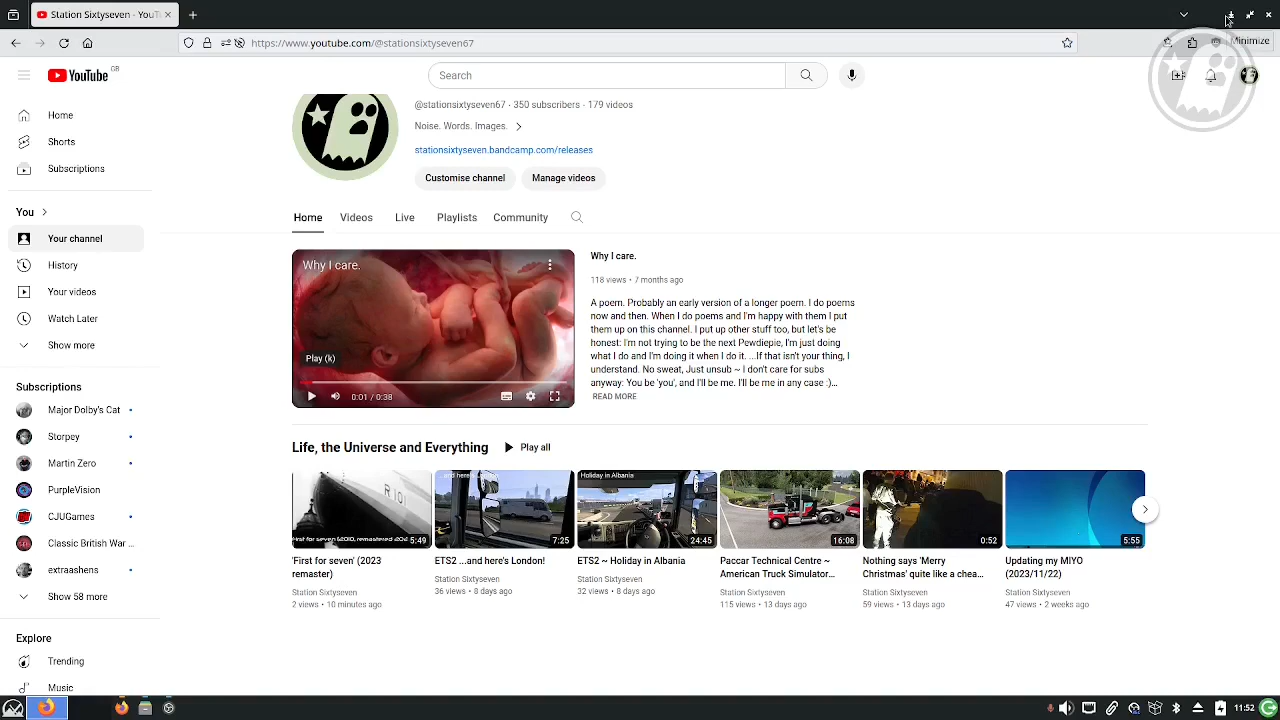 Station Sixtyseven - YouT
https://www.youtube.com/@stationsixtyseven67
Minimize
YouTube GB
Search
Home
Shorts
Subscriptions
You
Your channel
History
Your videos
Watch Later
Show more
Subscriptions
Major Dolby's Cat
Storpey
Martin Zero
PurpleVision
CJUGames
Classic British War ...
extraashens
Show 58 more
Explore
Trending
Music
@stationsixtyseven67 · 350 subscribers · 179 videos
Noise. Words. Images.
stationsixtyseven.bandcamp.com/releases
Customise channel Manage videos
Home Videos Live Playlists Community
Why I care.
Play (k)
0:01 / 0:38
Why I care.
118 views • 7 months ago
A poem. Probably an early version of a longer poem. I do poems
now and then. When I do poems and I'm happy with them I put
them up on this channel. I put up other stuff too, but let's be
honest: I'm not trying to be the next Pewdiepie, I'm just doing
what I do and I'm doing it when I do it. ...If that isn't your thing, I
understand. No sweat, Just unsub ~ I don't care for subs
anyway: You be 'you', and I'll be me. I'll be me in any case :)...
READ MORE
Life, the Universe and Everything Play all
R101
First for seven (2010, remastered 2023)
5:49
'First for seven' (2023
remaster)
Station Sixtyseven
2 views • 10 minutes ago
...and here's London!
7:25
ETS2 ...and here's London!
Station Sixtyseven
36 views • 8 days ago
Holiday in Albania
24:45
ETS2 ~ Holiday in Albania
Station Sixtyseven
32 views • 8 days ago
16:08
Paccar Technical Centre ~
American Truck Simulator...
Station Sixtyseven
115 views • 13 days ago
0:52
Nothing says 'Merry
Christmas' quite like a chea...
Station Sixtyseven
59 views • 13 days ago
5:55
Updating my MIYO
(2023/11/22)
Station Sixtyseven
47 views • 2 weeks ago
11:52